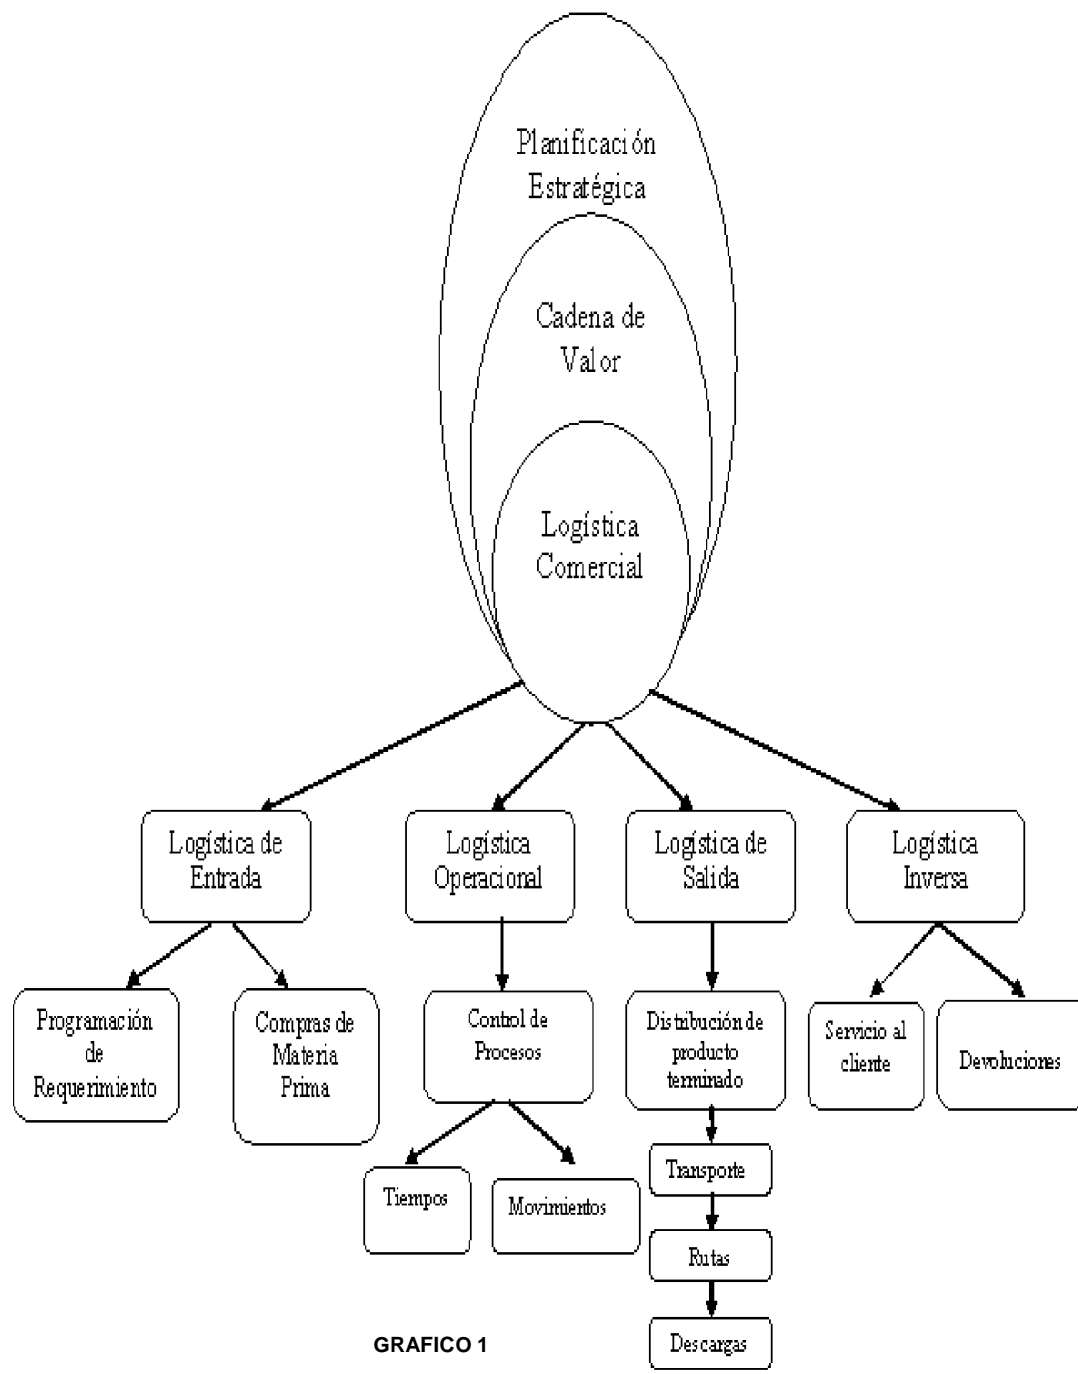 Planificación
Estratégica
Cadena de
Valor
Logística
Comercial
Logística de
Entrada
Logística
Operacional
Logística de
Salida
Logística
Inversa
Programación
de
Requerimiento
Compras de
Materia
Prima
Control de
Procesos
Distribución de
producto
terminado
Servicio al
cliente
Devoluciones
Tiempos
Movimientos
Transporte
Rutas
Descargas
GRAFICO 1